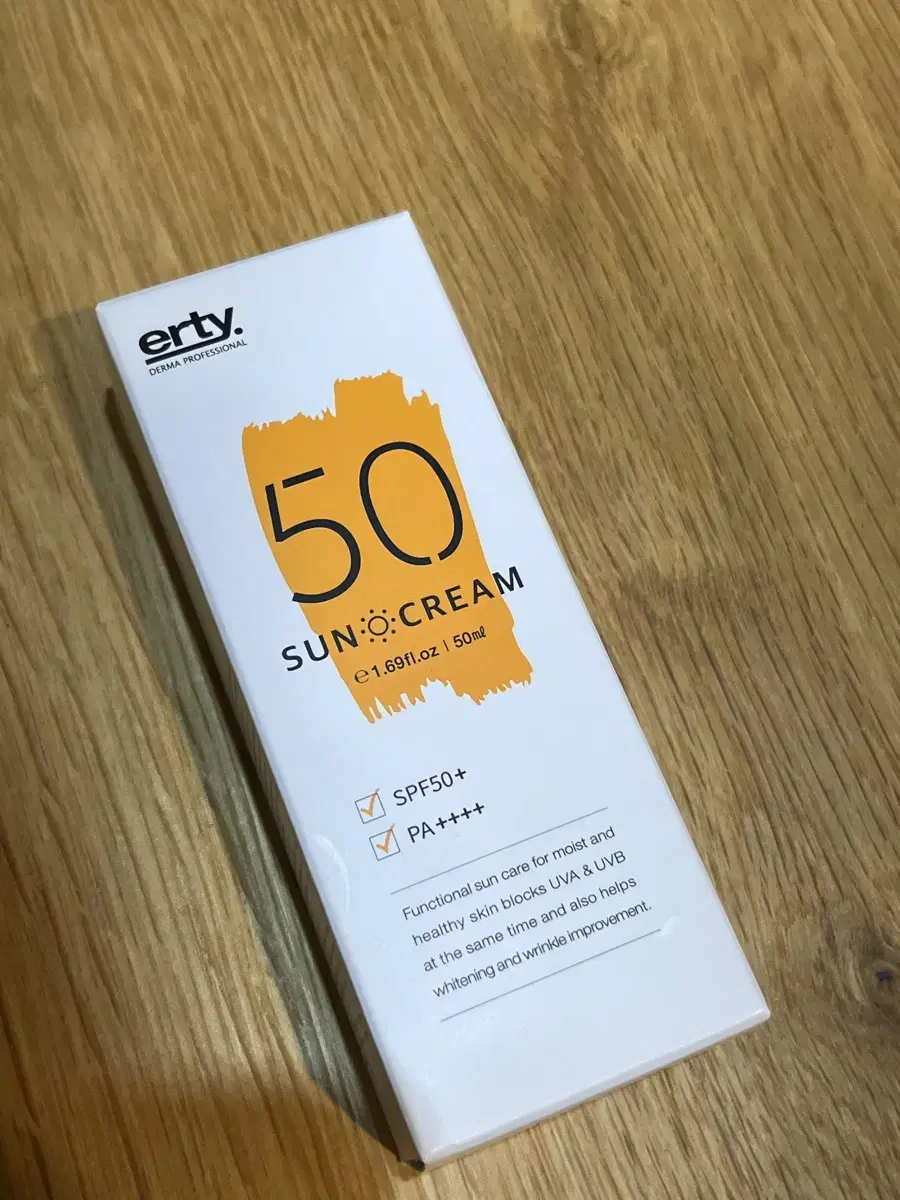 erty.
DERMA PROFESSIONAL
50
SUN CREAM
℮1.69fl.oz | 50㎖
SPF50+
PA++++
Functional sun care for moist and
healthy skin blocks UVA & UVB
at the same time and also helps
whitening and wrinkle improvement.